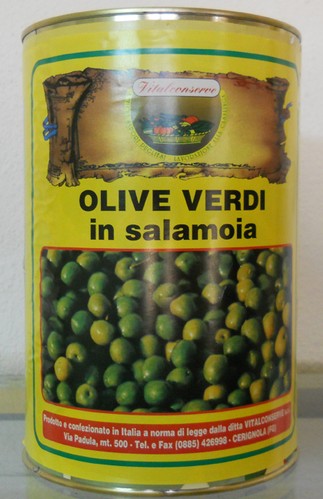 Vitalconserve
OLIVE VERDI
in salamoia
Prodotto e confezionato in Italia a norma di legge dalla ditta VITALCONSERVE
Via Padula, mt. 500 - Tel. e Fax (0885) 426998 - CERIGNOLA (FG)